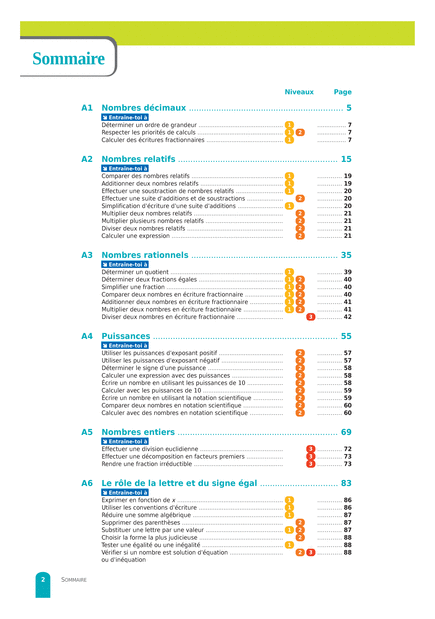 Sommaire
Niveaux Page
A1 Nombres décimaux ................................................ 5
Entraîne-toi à
Déterminer un ordre de grandeur ................ 1 ................ 7
Respecter les priorités de calculs ................ 1 2 ................ 7
Calculer des écritures fractionnaires ................ 1 ................ 7
A2 Nombres relatifs ................................................ 15
Entraîne-toi à
Comparer des nombres relatifs ................ 1 ................ 19
Additionner deux nombres relatifs ................ 1 ................ 19
Effectuer une soustraction de nombres relatifs ................ 1 ................ 20
Effectuer une suite d'additions et de soustractions ................ 2 ................ 20
Simplification d'écriture d'une suite d'additions ................ 1 ................ 20
Multiplier deux nombres relatifs ................ 2 ................ 21
Multiplier plusieurs nombres relatifs ................ 2 ................ 21
Diviser deux nombres relatifs ................ 2 ................ 21
Calculer une expression ................ 2 ................ 21
A3 Nombres rationnels ................................................ 35
Entraîne-toi à
Déterminer un quotient ................ 1 ................ 39
Déterminer deux fractions égales ................ 1 2 ................ 40
Simplifier une fraction ................ 1 2 ................ 40
Comparer deux nombres en écriture fractionnaire ................ 1 2 ................ 40
Additionner deux nombres en écriture fractionnaire ................ 1 2 ................ 41
Multiplier deux nombres en écriture fractionnaire ................ 1 2 ................ 41
Diviser deux nombres en écriture fractionnaire ................ 3 ................ 42
A4 Puissances ................................................ 55
Entraîne-toi à
Utiliser les puissances d'exposant positif ................ 2 ................ 57
Utiliser les puissances d'exposant négatif ................ 2 ................ 57
Déterminer le signe d'une puissance ................ 2 ................ 58
Calculer une expression avec des puissances ................ 2 ................ 58
Écrire un nombre en utilisant les puissances de 10 ................ 2 ................ 58
Calculer avec les puissances de 10 ................ 2 ................ 59
Écrire un nombre en utilisant la notation scientifique ................ 2 ................ 59
Comparer deux nombres en notation scientifique ................ 2 ................ 60
Calculer avec des nombres en notation scientifique ................ 2 ................ 60
A5 Nombres entiers ................................................ 69
Entraîne-toi à
Effectuer une division euclidienne ................ 3 ................ 72
Effectuer une décomposition en facteurs premiers ................ 3 ................ 73
Rendre une fraction irréductible ................ 3 ................ 73
A6 Le rôle de la lettre et du signe égal ................................ 83
Entraîne-toi à
Exprimer en fonction de x ................ 1 ................ 86
Utiliser les conventions d'écriture ................ 1 ................ 86
Réduire une somme algébrique ................ 1 ................ 87
Supprimer des parenthèses ................ 2 ................ 87
Substituer une lettre par une valeur ................ 1 2 ................ 87
Choisir la forme la plus judicieuse ................ 2 ................ 88
Tester une égalité ou une inégalité ................ 1 ................ 88
Vérifier si un nombre est solution d'équation ................ 2 3 ................ 88
ou d'inéquation
2 SOMMAIRE